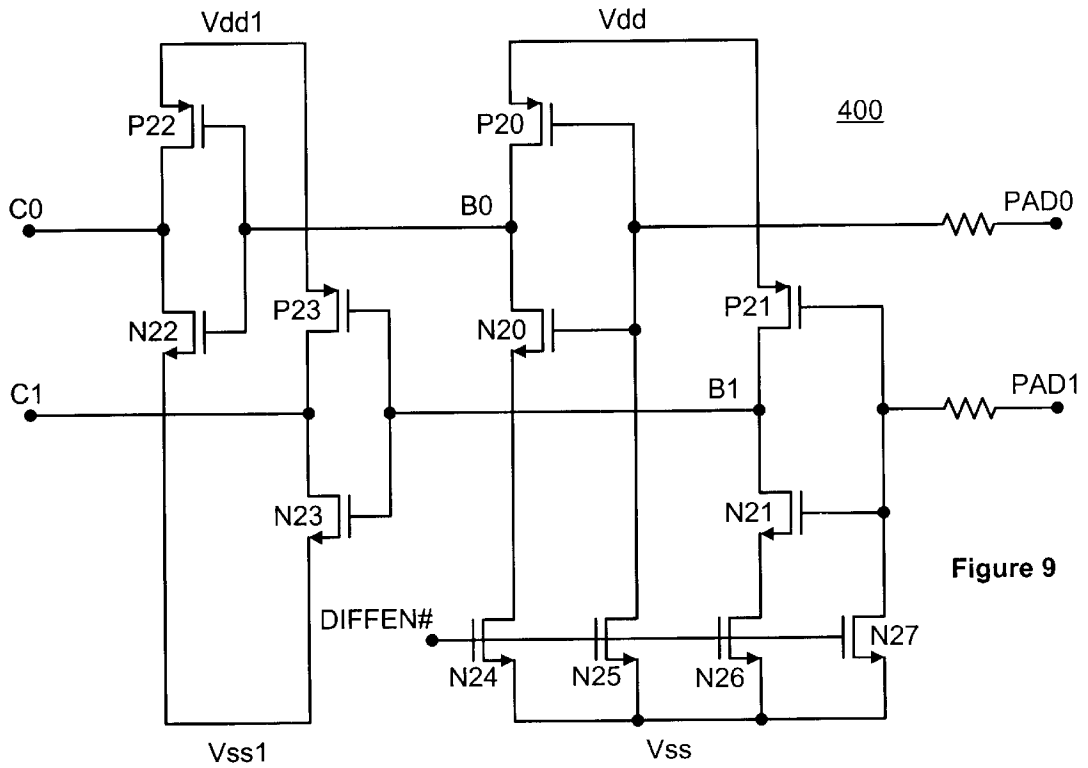 Vdd1
Vdd
400
P22
P20
C0
B0
PAD0
N22
P23
N20
P21
C1
B1
PAD1
N23
N21
Figure 9
DIFFEN#
N24
N25
N26
N27
Vss1
Vss